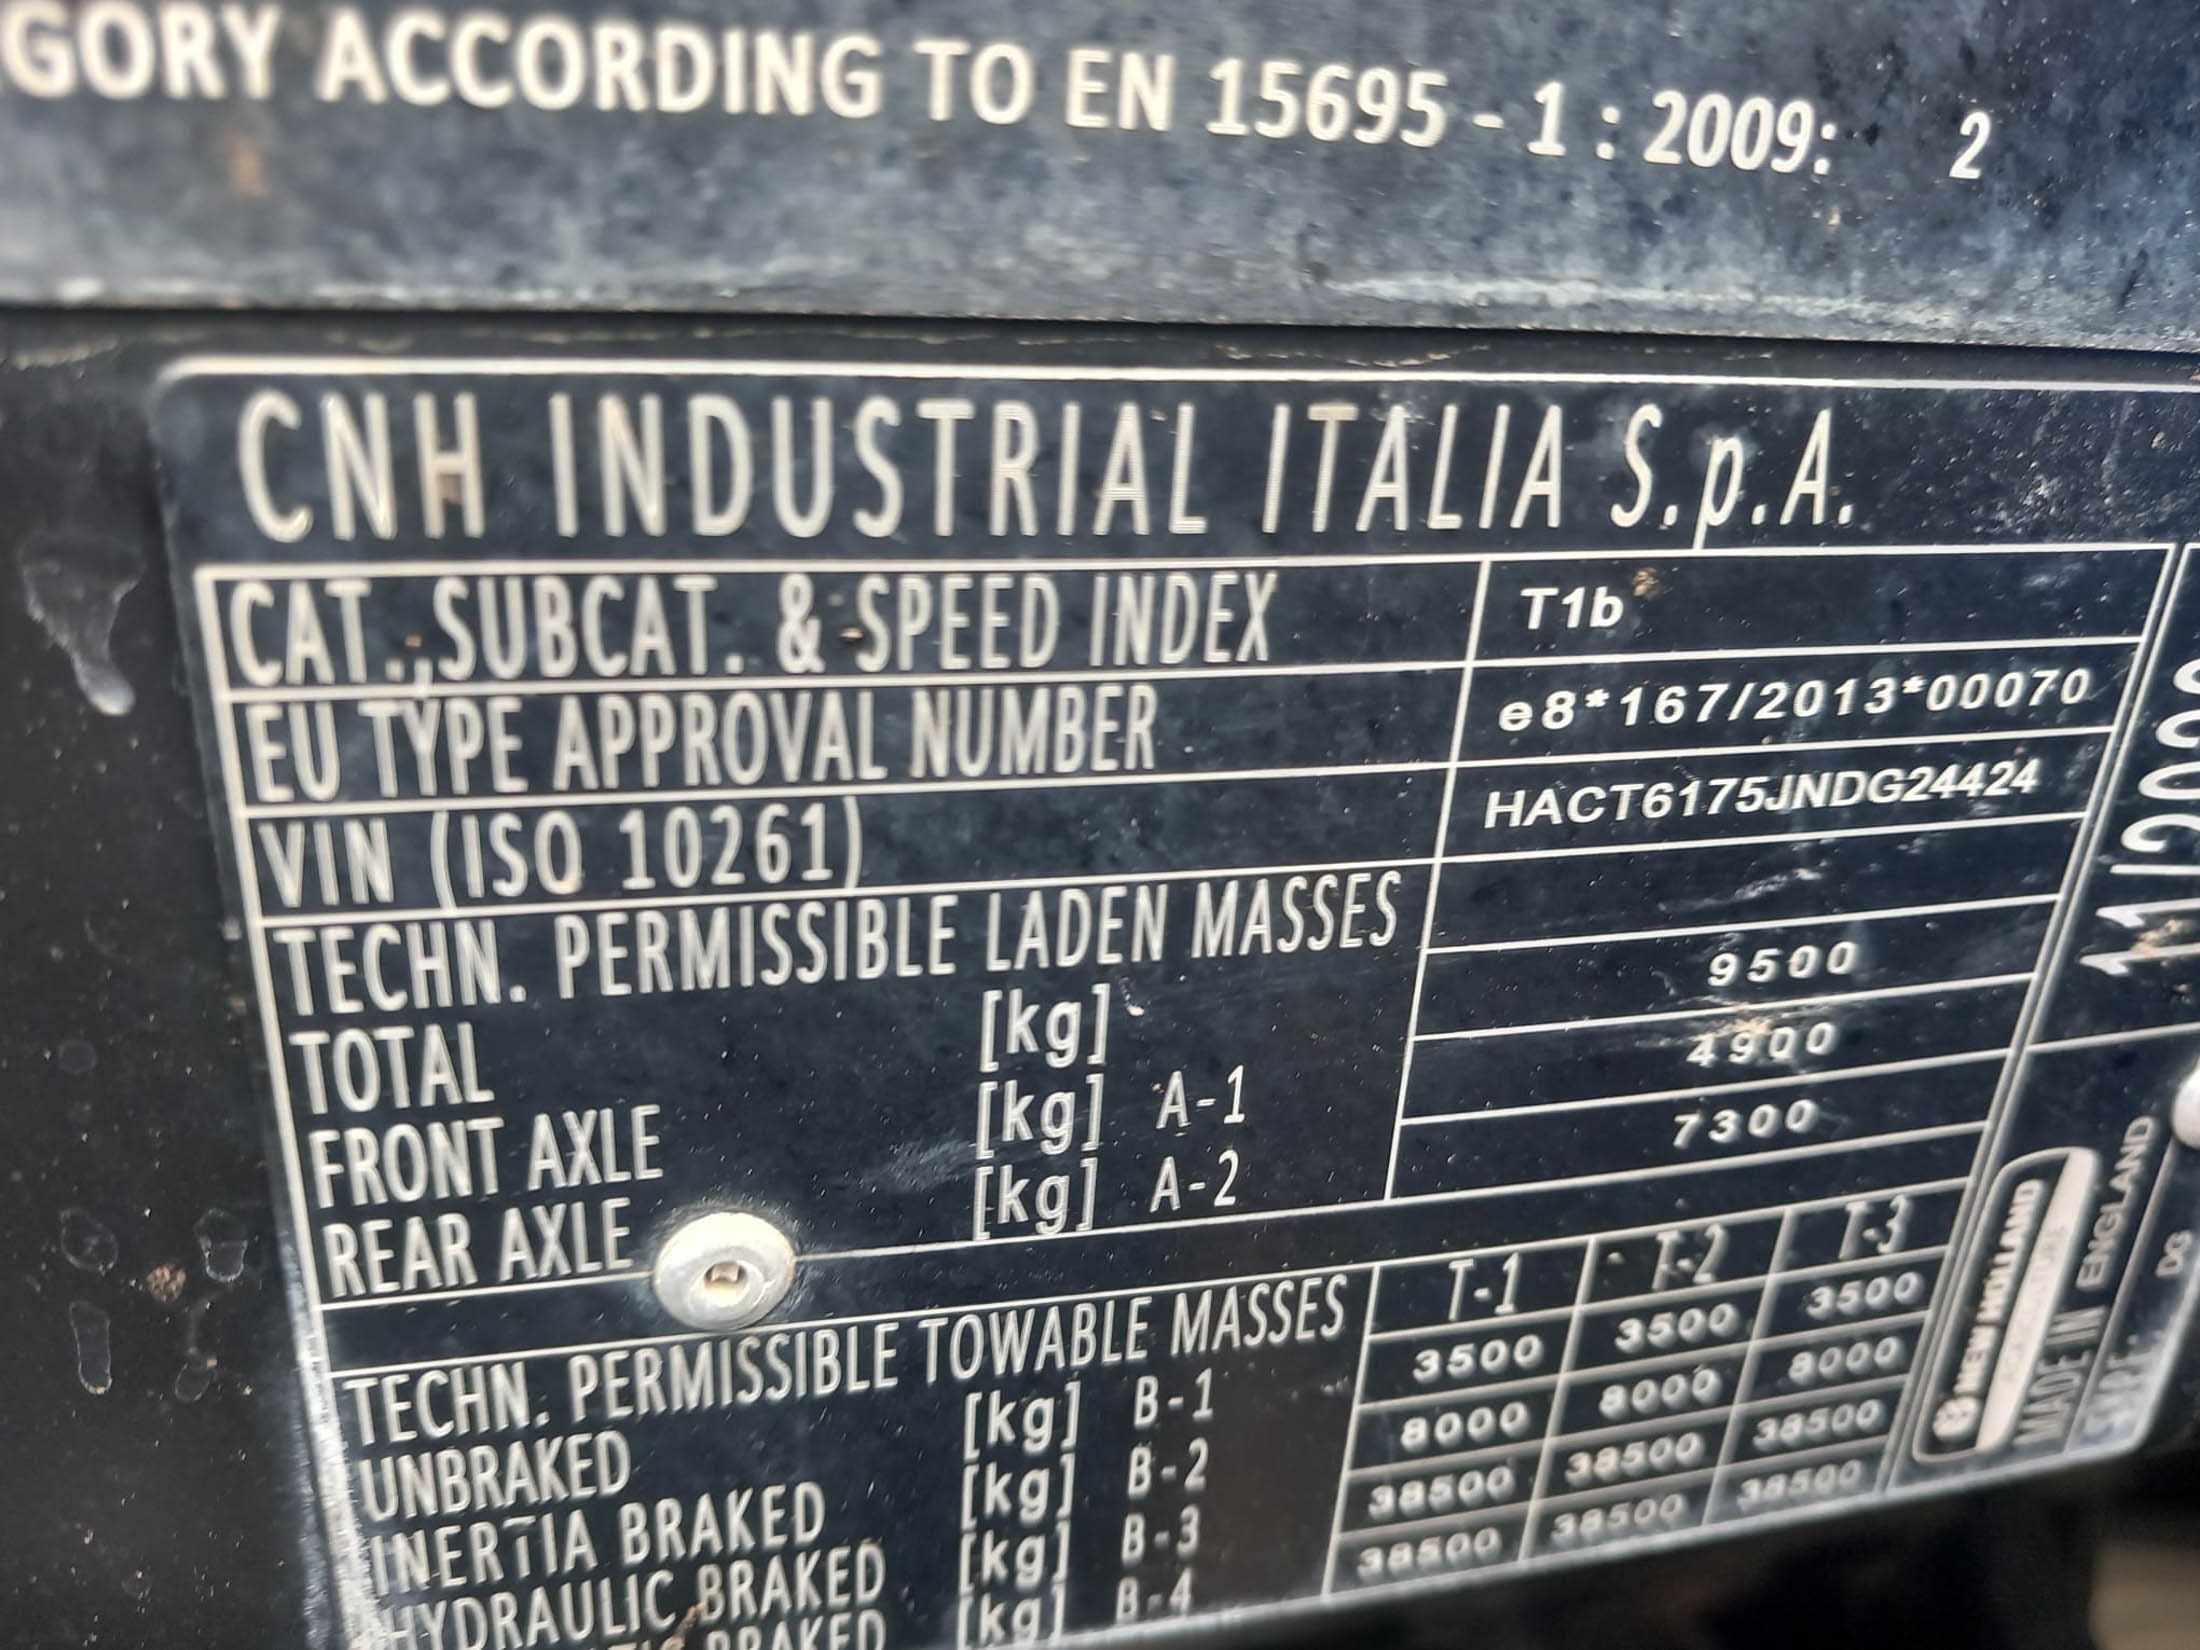 GORY ACCORDING TO EN 15695 - 1 : 2009: 2
CNH INDUSTRIAL ITALIA S.p.A.
CAT.,SUBCAT. & SPEED INDEX T1b
EU TYPE APPROVAL NUMBER e8*167/2013*00070
VIN (ISO 10261) HACT6175JNDG24424
TECHN. PERMISSIBLE LADEN MASSES
TOTAL [kg] 9500
FRONT AXLE [kg] A-1 4900
REAR AXLE [kg] A-2 7300
TECHN. PERMISSIBLE TOWABLE MASSES T-1 T-2 T-3
UNBRAKED [kg] B-1 3500 3500 3500
INERTIA BRAKED [kg] B-2 8000 8000 8000
HYDRAULIC BRAKED [kg] B-3 38500 38500 38500
BRAKED [kg] B-4 38500 38500 38500
NEW HOLLAND
MADE IN ENGLAND
DG